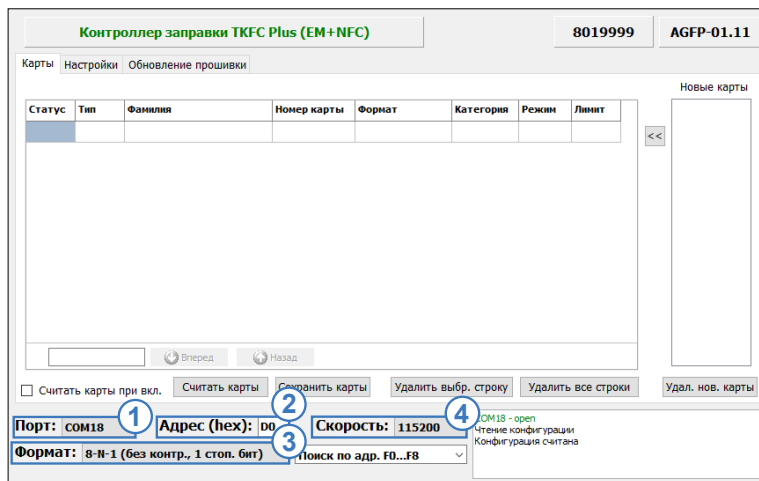 Контроллер заправки TKFC Plus (EM+NFC) 8019999 AGFP-01.11
Карты Настройки Обновление прошивки
Новые карты
Статус Тип Фамилия Номер карты Формат Категория Режим Лимит
<<
Вперед Назад
Считать карты при вкл. Считать карты Сохранить карты Удалить выбр. строку Удалить все строки Удал. нов. карты
1 2 4
Порт: COM18 Адрес (hex): D0 Скорость: 115200
COM18 - open
Чтение конфигурации
Конфигурация считана
3
Формат: 8-N-1 (без контр., 1 стоп. бит) Поиск по адр. F0...F8